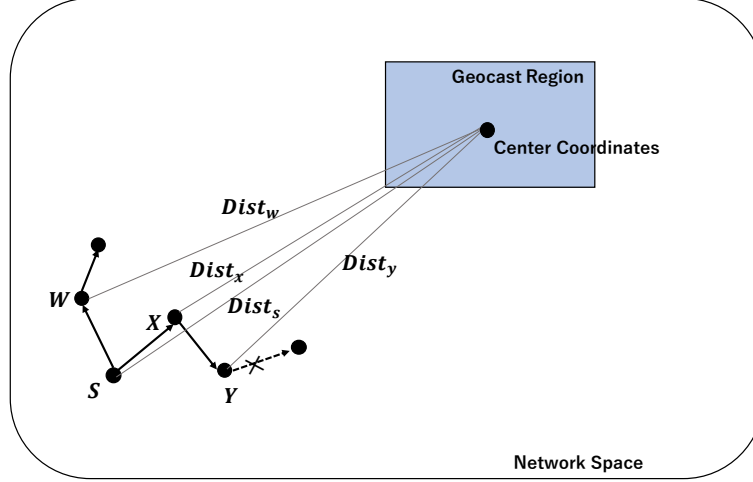 Geocast Region
Center Coordinates
Dist_w
Dist_y
Dist_x
W
Dist_s
X
S
Y
Network Space